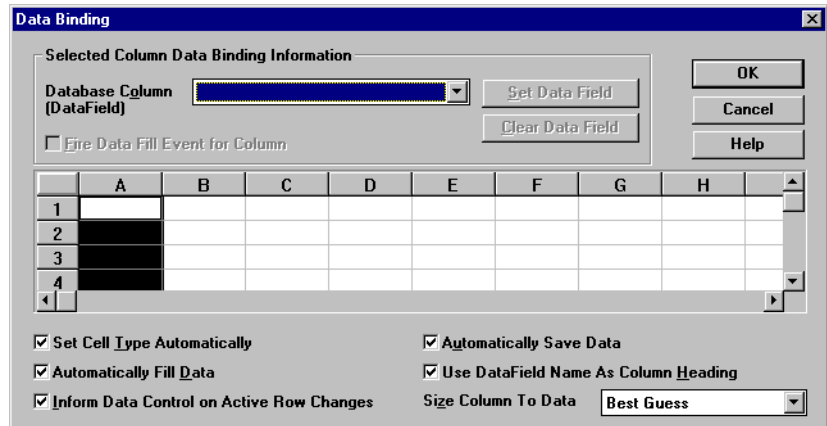 Data Binding
Selected Column Data Binding Information
Database Column
(DataField)
Set Data Field
Clear Data Field
Fire Data Fill Event for Column
OK
Cancel
Help
A B C D E F G H
1
2
3
4
Set Cell Type Automatically
Automatically Save Data
Automatically Fill Data
Use DataField Name As Column Heading
Inform Data Control on Active Row Changes
Size Column To Data
Best Guess